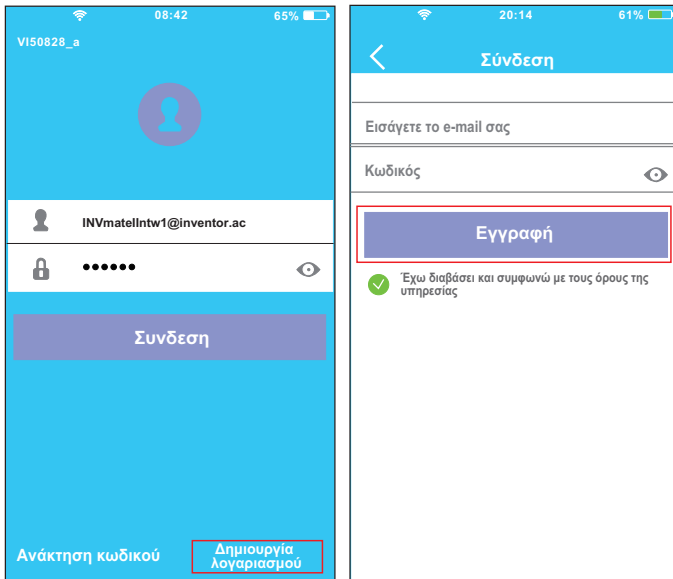 08:42 65%
VI50828_a
INVmateIIntw1@inventor.ac
••••••
Συνδεση
Ανάκτηση κωδικού
Δημιουργία
λογαριασμού
20:14 61%
Σύνδεση
Εισάγετε το e-mail σας
Κωδικός
Εγγραφή
Έχω διαβάσει και συμφωνώ με τους όρους της
υπηρεσίας